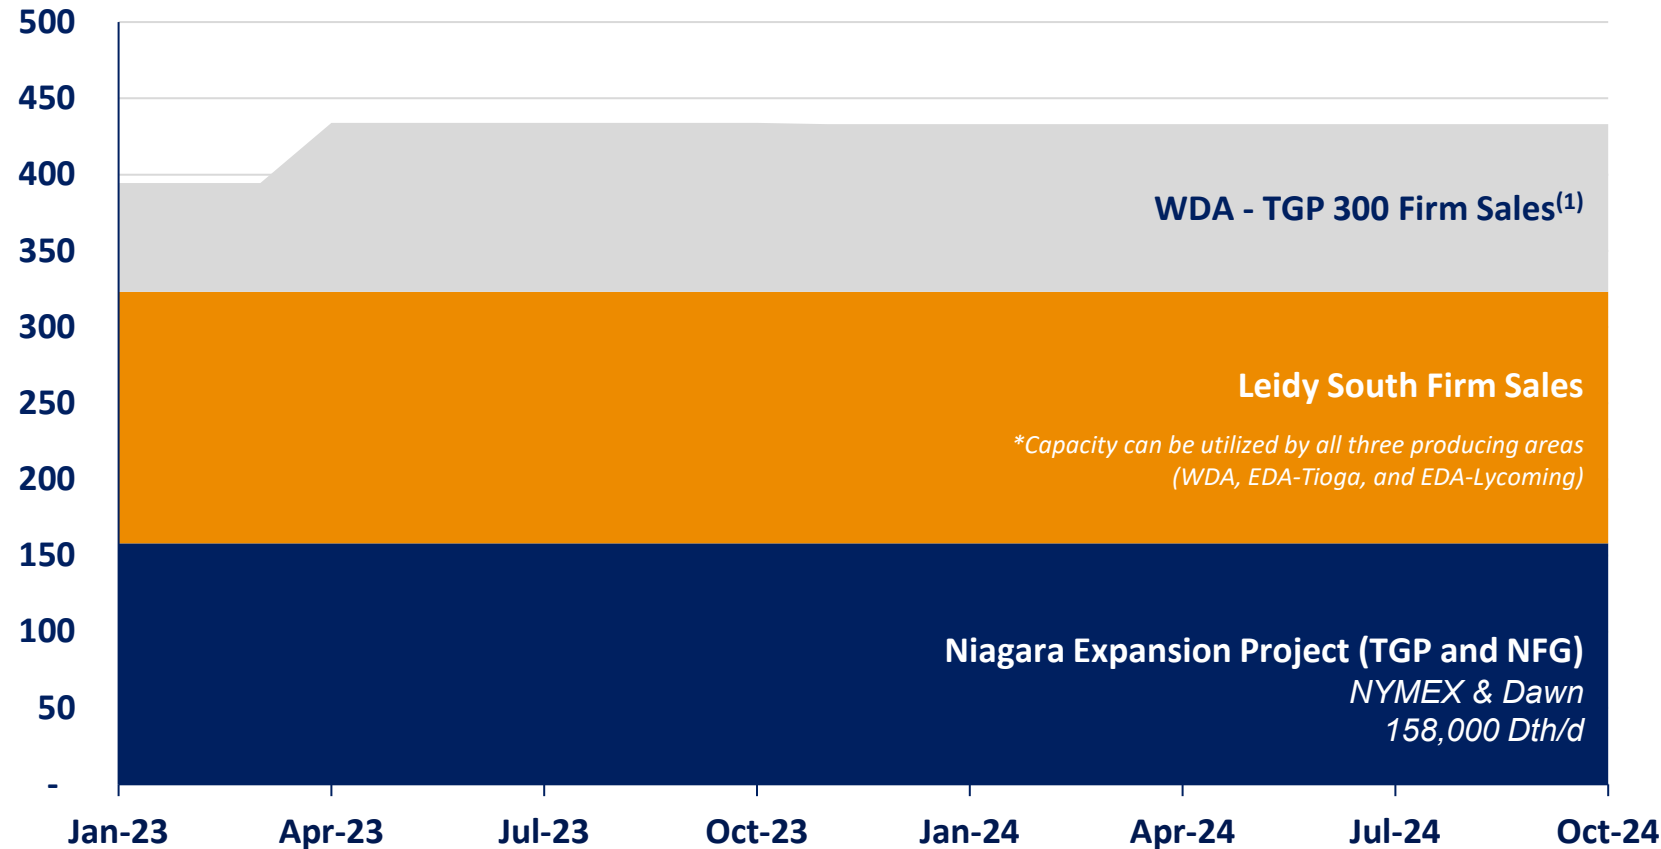 500
450
400
350
300
250
200
150
100
50
-
WDA - TGP 300 Firm Sales(1)
Leidy South Firm Sales
*Capacity can be utilized by all three producing areas
(WDA, EDA-Tioga, and EDA-Lycoming)
Niagara Expansion Project (TGP and NFG)
NYMEX & Dawn
158,000 Dth/d
Jan-23 Apr-23 Jul-23 Oct-23 Jan-24 Apr-24 Jul-24 Oct-24